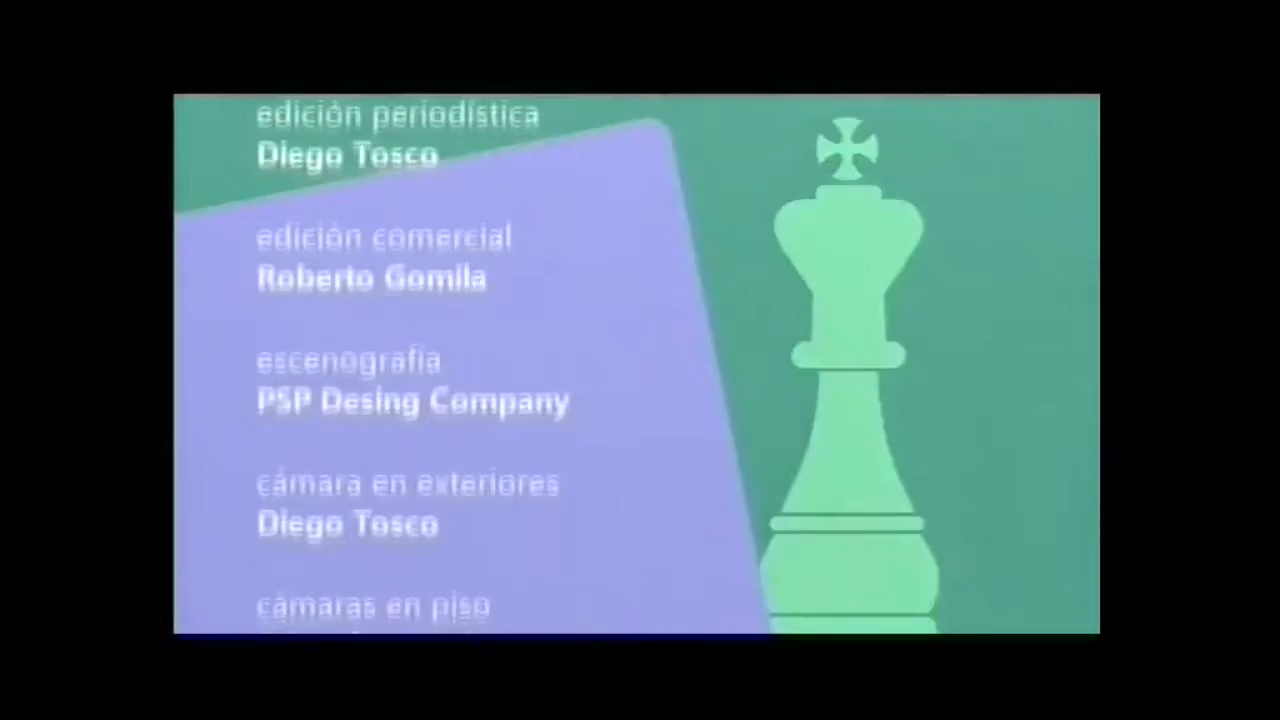 edición periodística
Diego Tosco
edición comercial
Roberto Gomila
escenografía
PSP Desing Company
cámara en exteriores
Diego Tosco
cámaras en piso